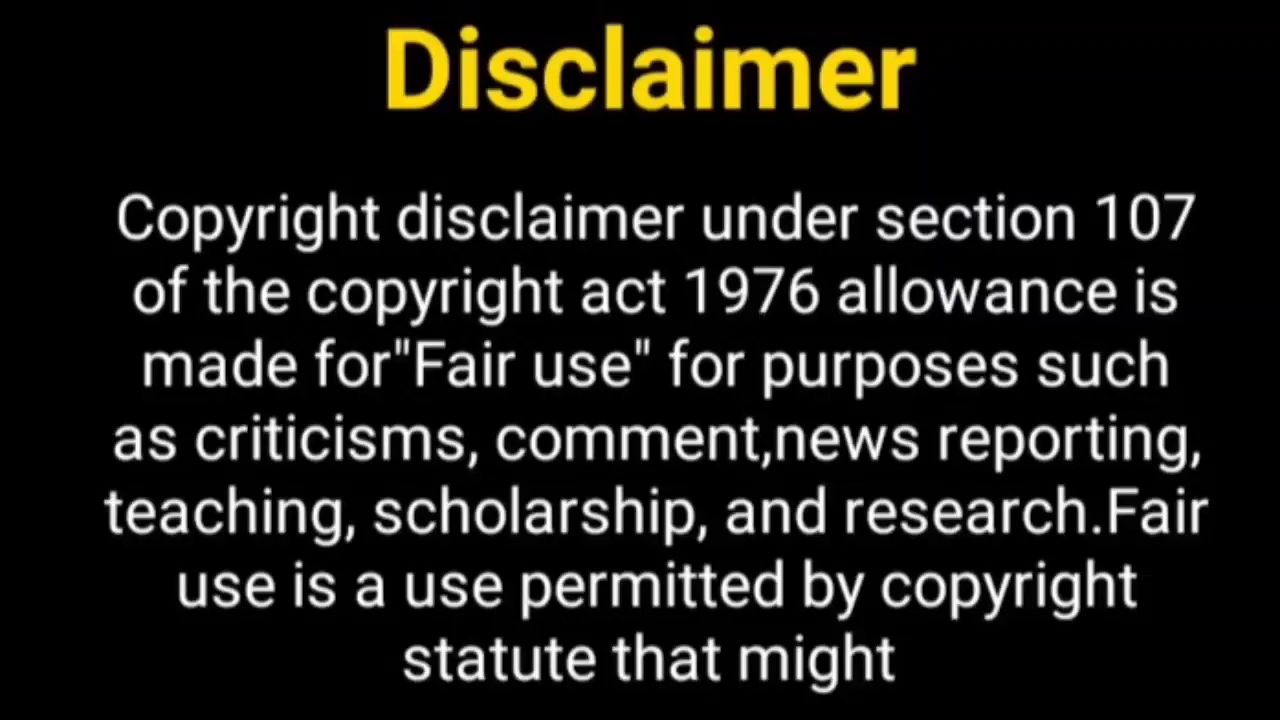 Disclaimer
Copyright disclaimer under section 107
of the copyright act 1976 allowance is
made for"Fair use" for purposes such
as criticisms, comment,news reporting,
teaching, scholarship, and research.Fair
use is a use permitted by copyright
statute that might